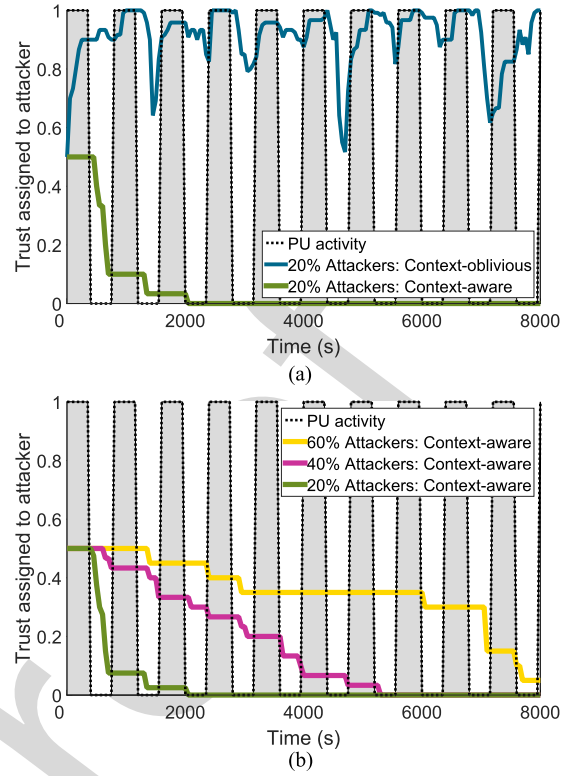 1
0.8
0.6
0.4
0.2
0
Trust assigned to attacker
PU activity
20% Attackers: Context-oblivious
20% Attackers: Context-aware
0 2000 4000 6000 8000
Time (s)
(a)
1
0.8
0.6
0.4
0.2
0
Trust assigned to attacker
PU activity
60% Attackers: Context-aware
40% Attackers: Context-aware
20% Attackers: Context-aware
0 2000 4000 6000 8000
Time (s)
(b)